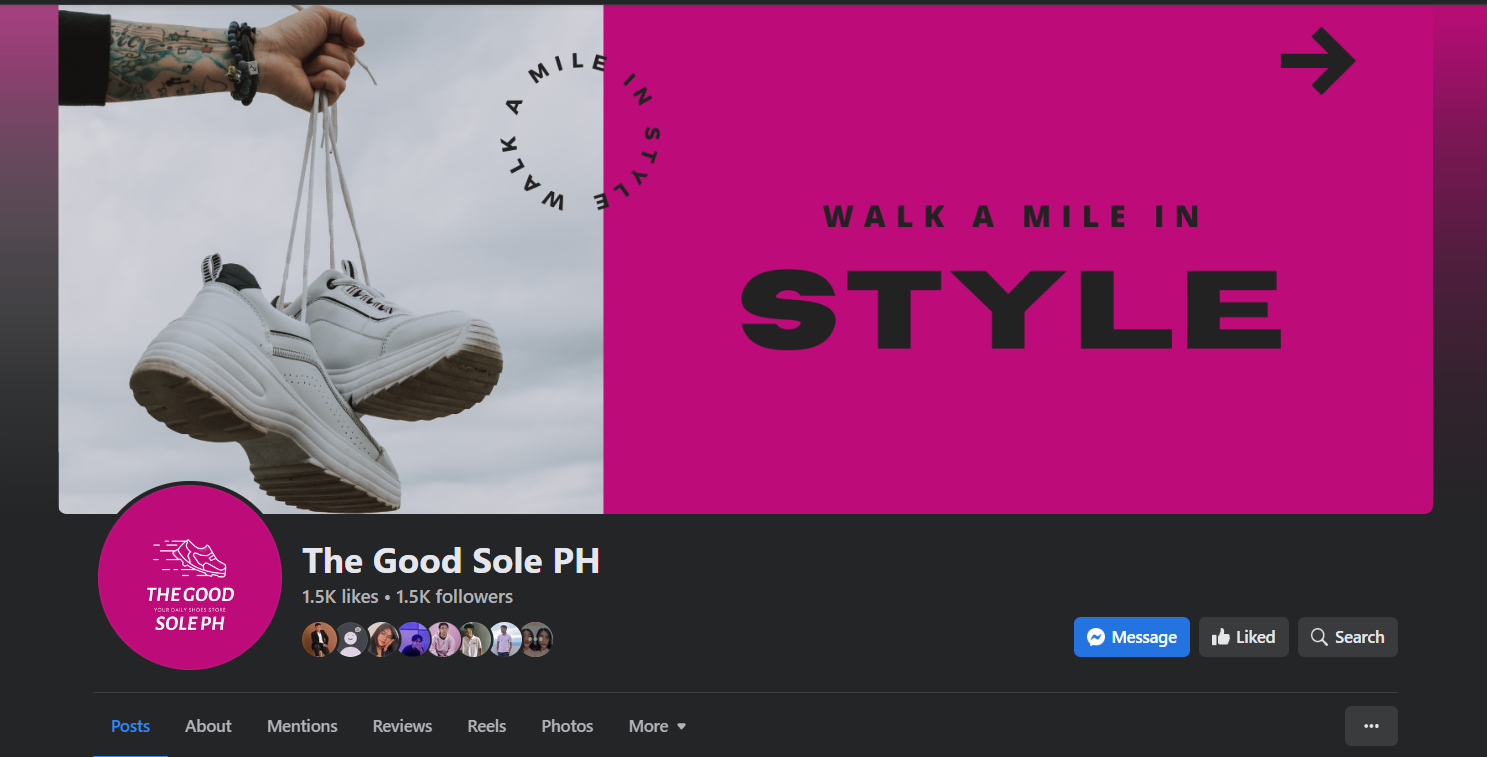 WALK A MILE IN STYLE
WALK A MILE IN
STYLE
THE GOOD
YOUR DAILY SHOES STORE
SOLE PH
The Good Sole PH
1.5K likes • 1.5K followers
Message
Liked
Search
Posts
About
Mentions
Reviews
Reels
Photos
More